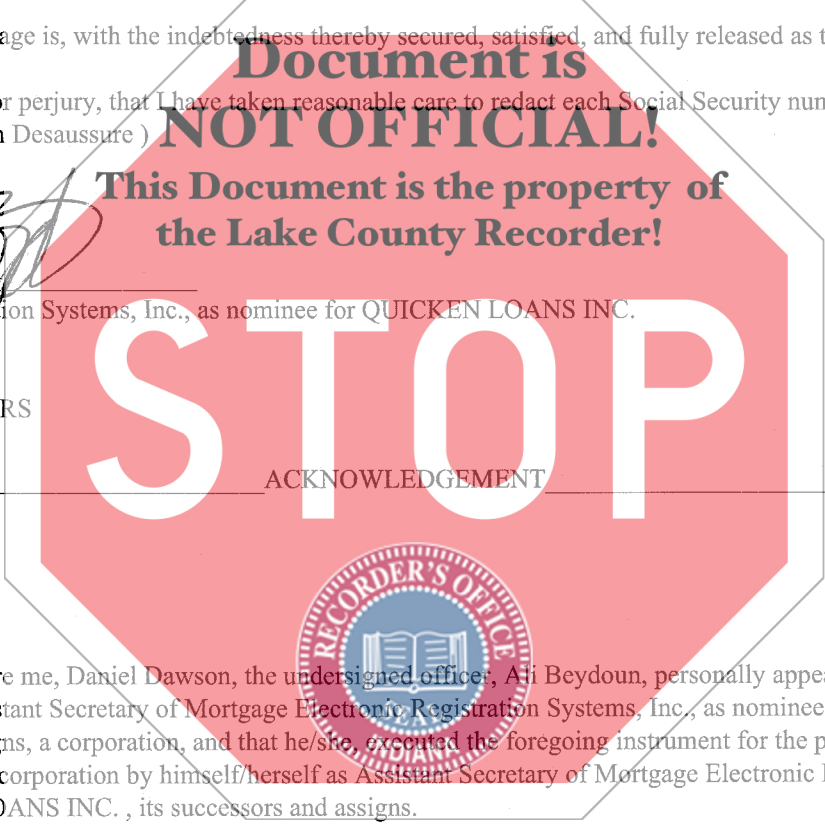 age is, with the indebtedness thereby secured, satisfied, and fully released as t
Document is
r perjury, that I have taken reasonable care to redact each Social Security num
NOT OFFICIAL!
Desaussure )
This Document is the property of
the Lake County Recorder!
ion Systems, Inc., as nominee for QUICKEN LOANS INC.
STOP
RS
ACKNOWLEDGEMENT
RECORDER'S OFFICE
SEAL
INDIANA
e me, Daniel Dawson, the undersigned officer, Ali Beydoun, personally appea
stant Secretary of Mortgage Electronic Registration Systems, Inc., as nominee
ns, a corporation, and that he/she, executed the foregoing instrument for the p
corporation by himself/herself as Assistant Secretary of Mortgage Electronic
OANS INC. , its successors and assigns.